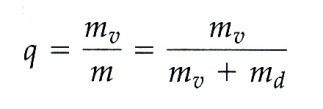 q = m_v / m = m_v / (m_v + m_d)